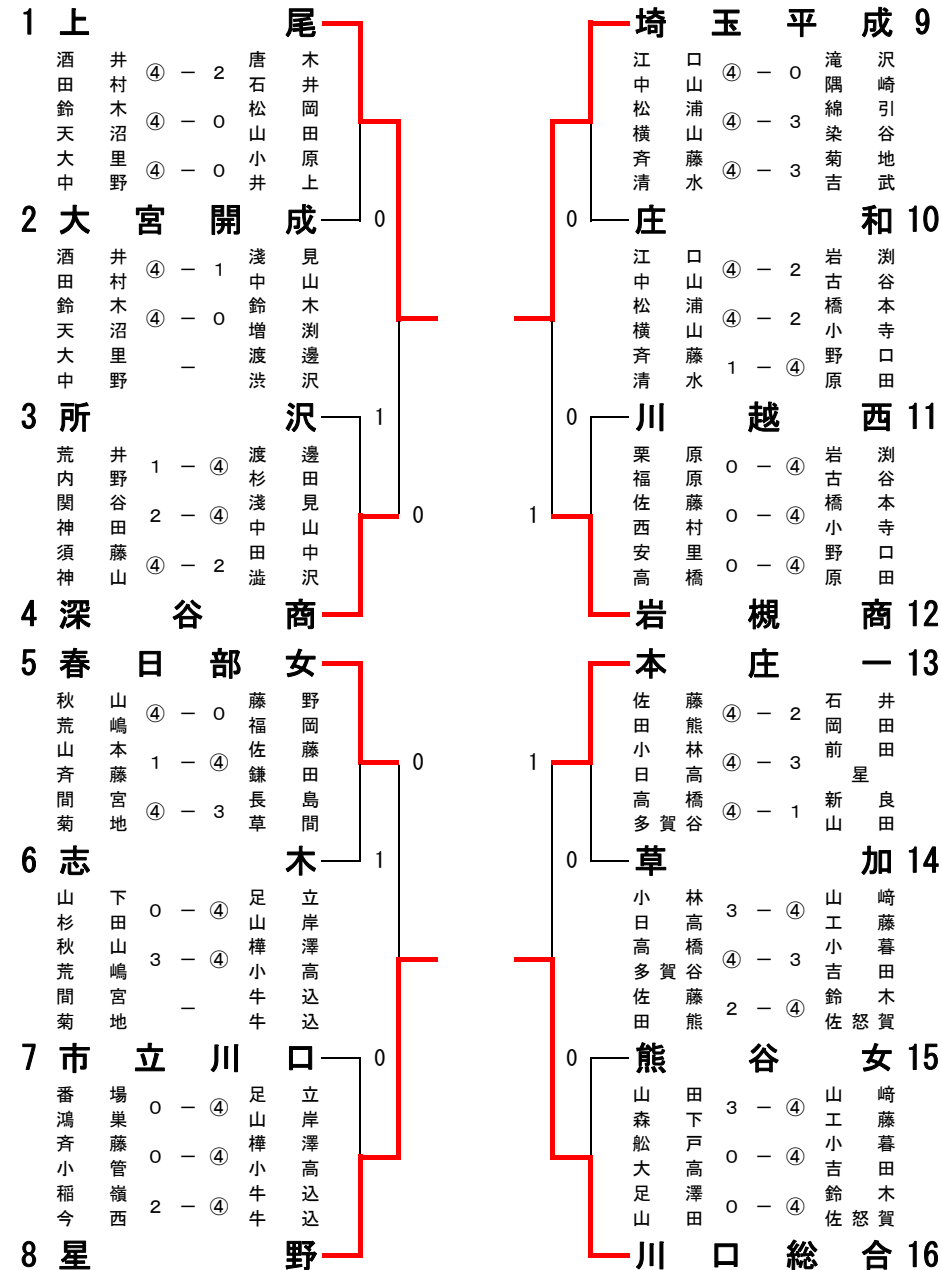 1 上尾
酒井 ④ － 2 唐木
田村 石井
鈴木 ④ － 0 松岡
天沼 山田
大里 ④ － 0 小原
中野 井上
2 大宮開成 0
酒井 ④ － 1 淺見
田村 中山
鈴木 ④ － 0 鈴木
天沼 増渕
大里 － 渡邊
中野 渋沢
3 所沢 1
荒井 1 － ④ 渡邊
内野 杉田
関谷 2 － ④ 淺見
神田 中山
須藤 ④ － 2 田中
神山 澁沢
0
4 深谷商
5 春日部女
秋山 ④ － 0 藤野
荒嶋 福岡
山本 1 － ④ 佐藤
斉藤 鎌田
間宮 ④ － 3 長島
菊地 草間
0
6 志木 1
山下 0 － ④ 足立
杉田 山岸
秋山 3 － ④ 樺澤
荒嶋 小高
間宮 － 牛込
菊地 牛込
7 市立川口 0
番場 0 － ④ 足立
鴻巣 山岸
斉藤 0 － ④ 樺澤
小管 小高
稲嶺 2 － ④ 牛込
今西 牛込
8 星野
埼玉平成 9
江口 ④ － 0 滝沢
中山 隅崎
松浦 ④ － 3 綿引
横山 染谷
斉藤 ④ － 3 菊地
清水 吉武
0 庄和 10
江口 ④ － 2 岩渕
中山 古谷
松浦 ④ － 2 橋本
横山 小寺
斉藤 1 － ④ 野口
清水 原田
0 川越西 11
栗原 0 － ④ 岩渕
福原 古谷
佐藤 0 － ④ 橋本
西村 小寺
安里 0 － ④ 野口
高橋 原田
1
岩槻商 12
本庄一 13
佐藤 ④ － 2 石井
田熊 岡田
小林 ④ － 3 前田
日高 星
高橋 ④ － 1 新良
多賀谷 山田
1
0 草加 14
小林 3 － ④ 山﨑
日高 工藤
高橋 ④ － 3 小暮
多賀谷 吉田
佐藤 2 － ④ 鈴木
田熊 佐怒賀
0 熊谷女 15
山田 3 － ④ 山﨑
森下 工藤
舩戸 0 － ④ 小暮
大高 吉田
足澤 0 － ④ 鈴木
山田 佐怒賀
川口総合 16